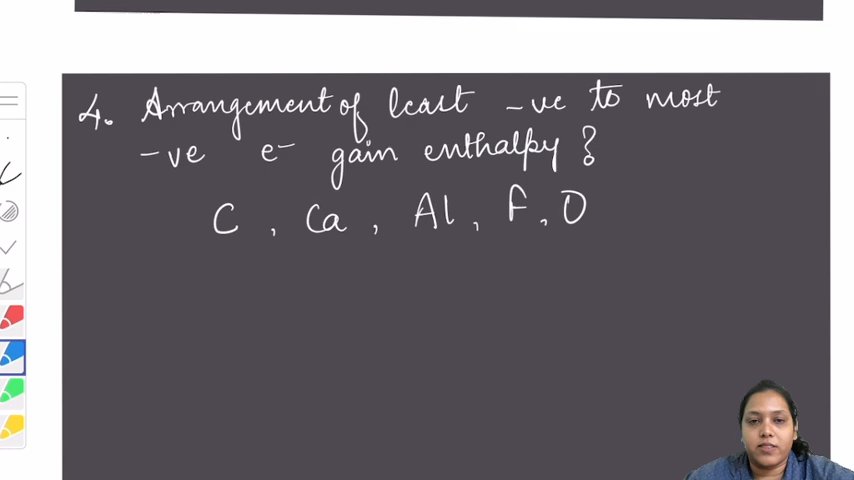 4. Arrangement of least -ve to most
-ve e- gain enthalpy ?
C , Ca , Al , F , O